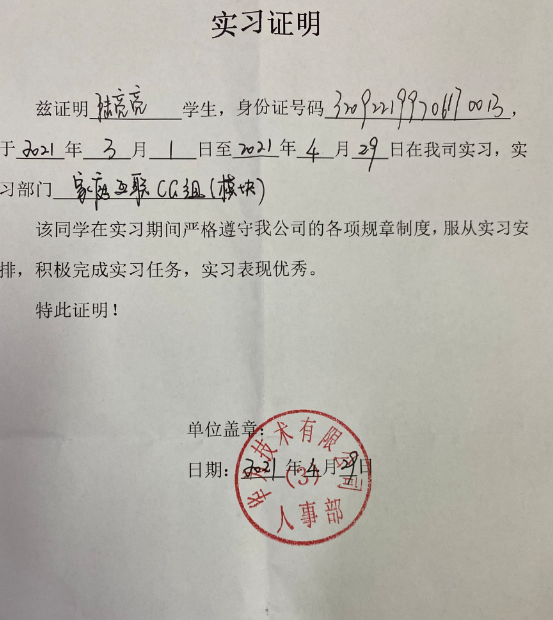 实习证明
兹证明 陆亮亮 学生，身份证号码 320922199706170013，
于 2021 年 3 月 1 日至 2021 年 4 月 29 日在我司实习，实
习部门 家庭互联CG组(模块)
该同学在实习期间严格遵守我公司的各项规章制度，服从实习安
排，积极完成实习任务，实习表现优秀。
特此证明！
单位盖章：
日期：2021 年 4 月 29 日
技术有限公司
(3)
人事部